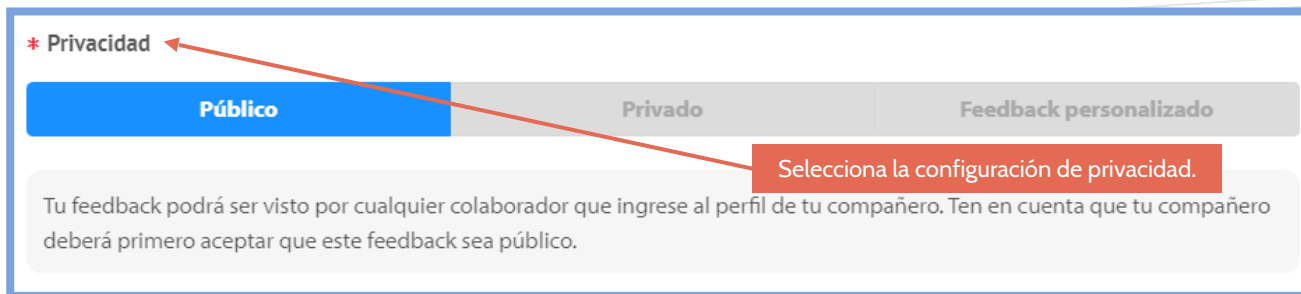 * Privacidad
Público
Privado
Feedback personalizado
Selecciona la configuración de privacidad.
Tu feedback podrá ser visto por cualquier colaborador que ingrese al perfil de tu compañero. Ten en cuenta que tu compañero
deberá primero aceptar que este feedback sea público.